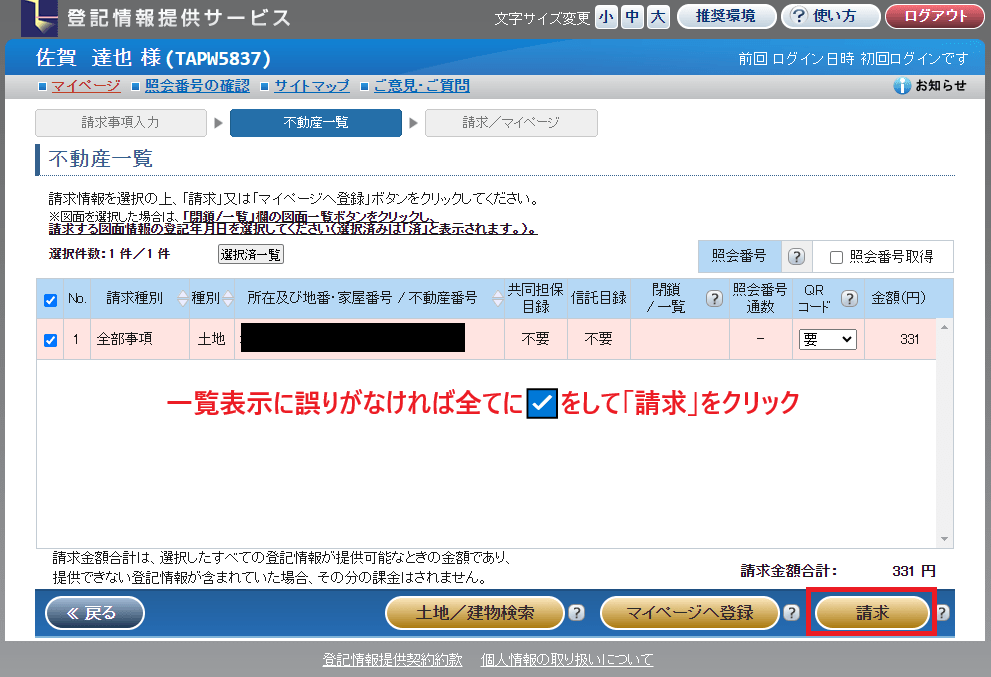 登記情報提供サービス
文字サイズ変更 小 中 大 推奨環境 ? 使い方 ログアウト
佐賀 達也 様 (TAPW5837) 前回 ログイン日時 初回ログインです
マイページ 照会番号の確認 サイトマップ ご意見・ご質問 お知らせ
請求事項入力 不動産一覧 請求／マイページ
不動産一覧
請求情報を選択の上、「請求」又は「マイページへ登録」ボタンをクリックしてください。
※図面を選択した場合は、「閉鎖/一覧」欄の図面一覧ボタンをクリックし、
請求する図面情報の登記年月日を選択してください（選択済みは「済」と表示されます。）。
選択件数：1 件／1 件 選択済一覧
照会番号 ? 照会番号取得
No. 請求種別 種別 所在及び地番・家屋番号 / 不動産番号 共同担保目録 信託目録 閉鎖/一覧 ? 照会番号通数 QRコード ? 金額(円)
1 全部事項 土地 不要 不要 － 要 331
一覧表示に誤りがなければ全てに☑をして「請求」をクリック
請求金額合計は、選択したすべての登記情報が提供可能なときの金額であり、
提供できない登記情報が含まれていた場合、その分の課金はされません。
請求金額合計： 331 円
≪ 戻る 土地／建物検索 ? マイページへ登録 ? 請求 ?
登記情報提供契約約款 個人情報の取り扱いについて